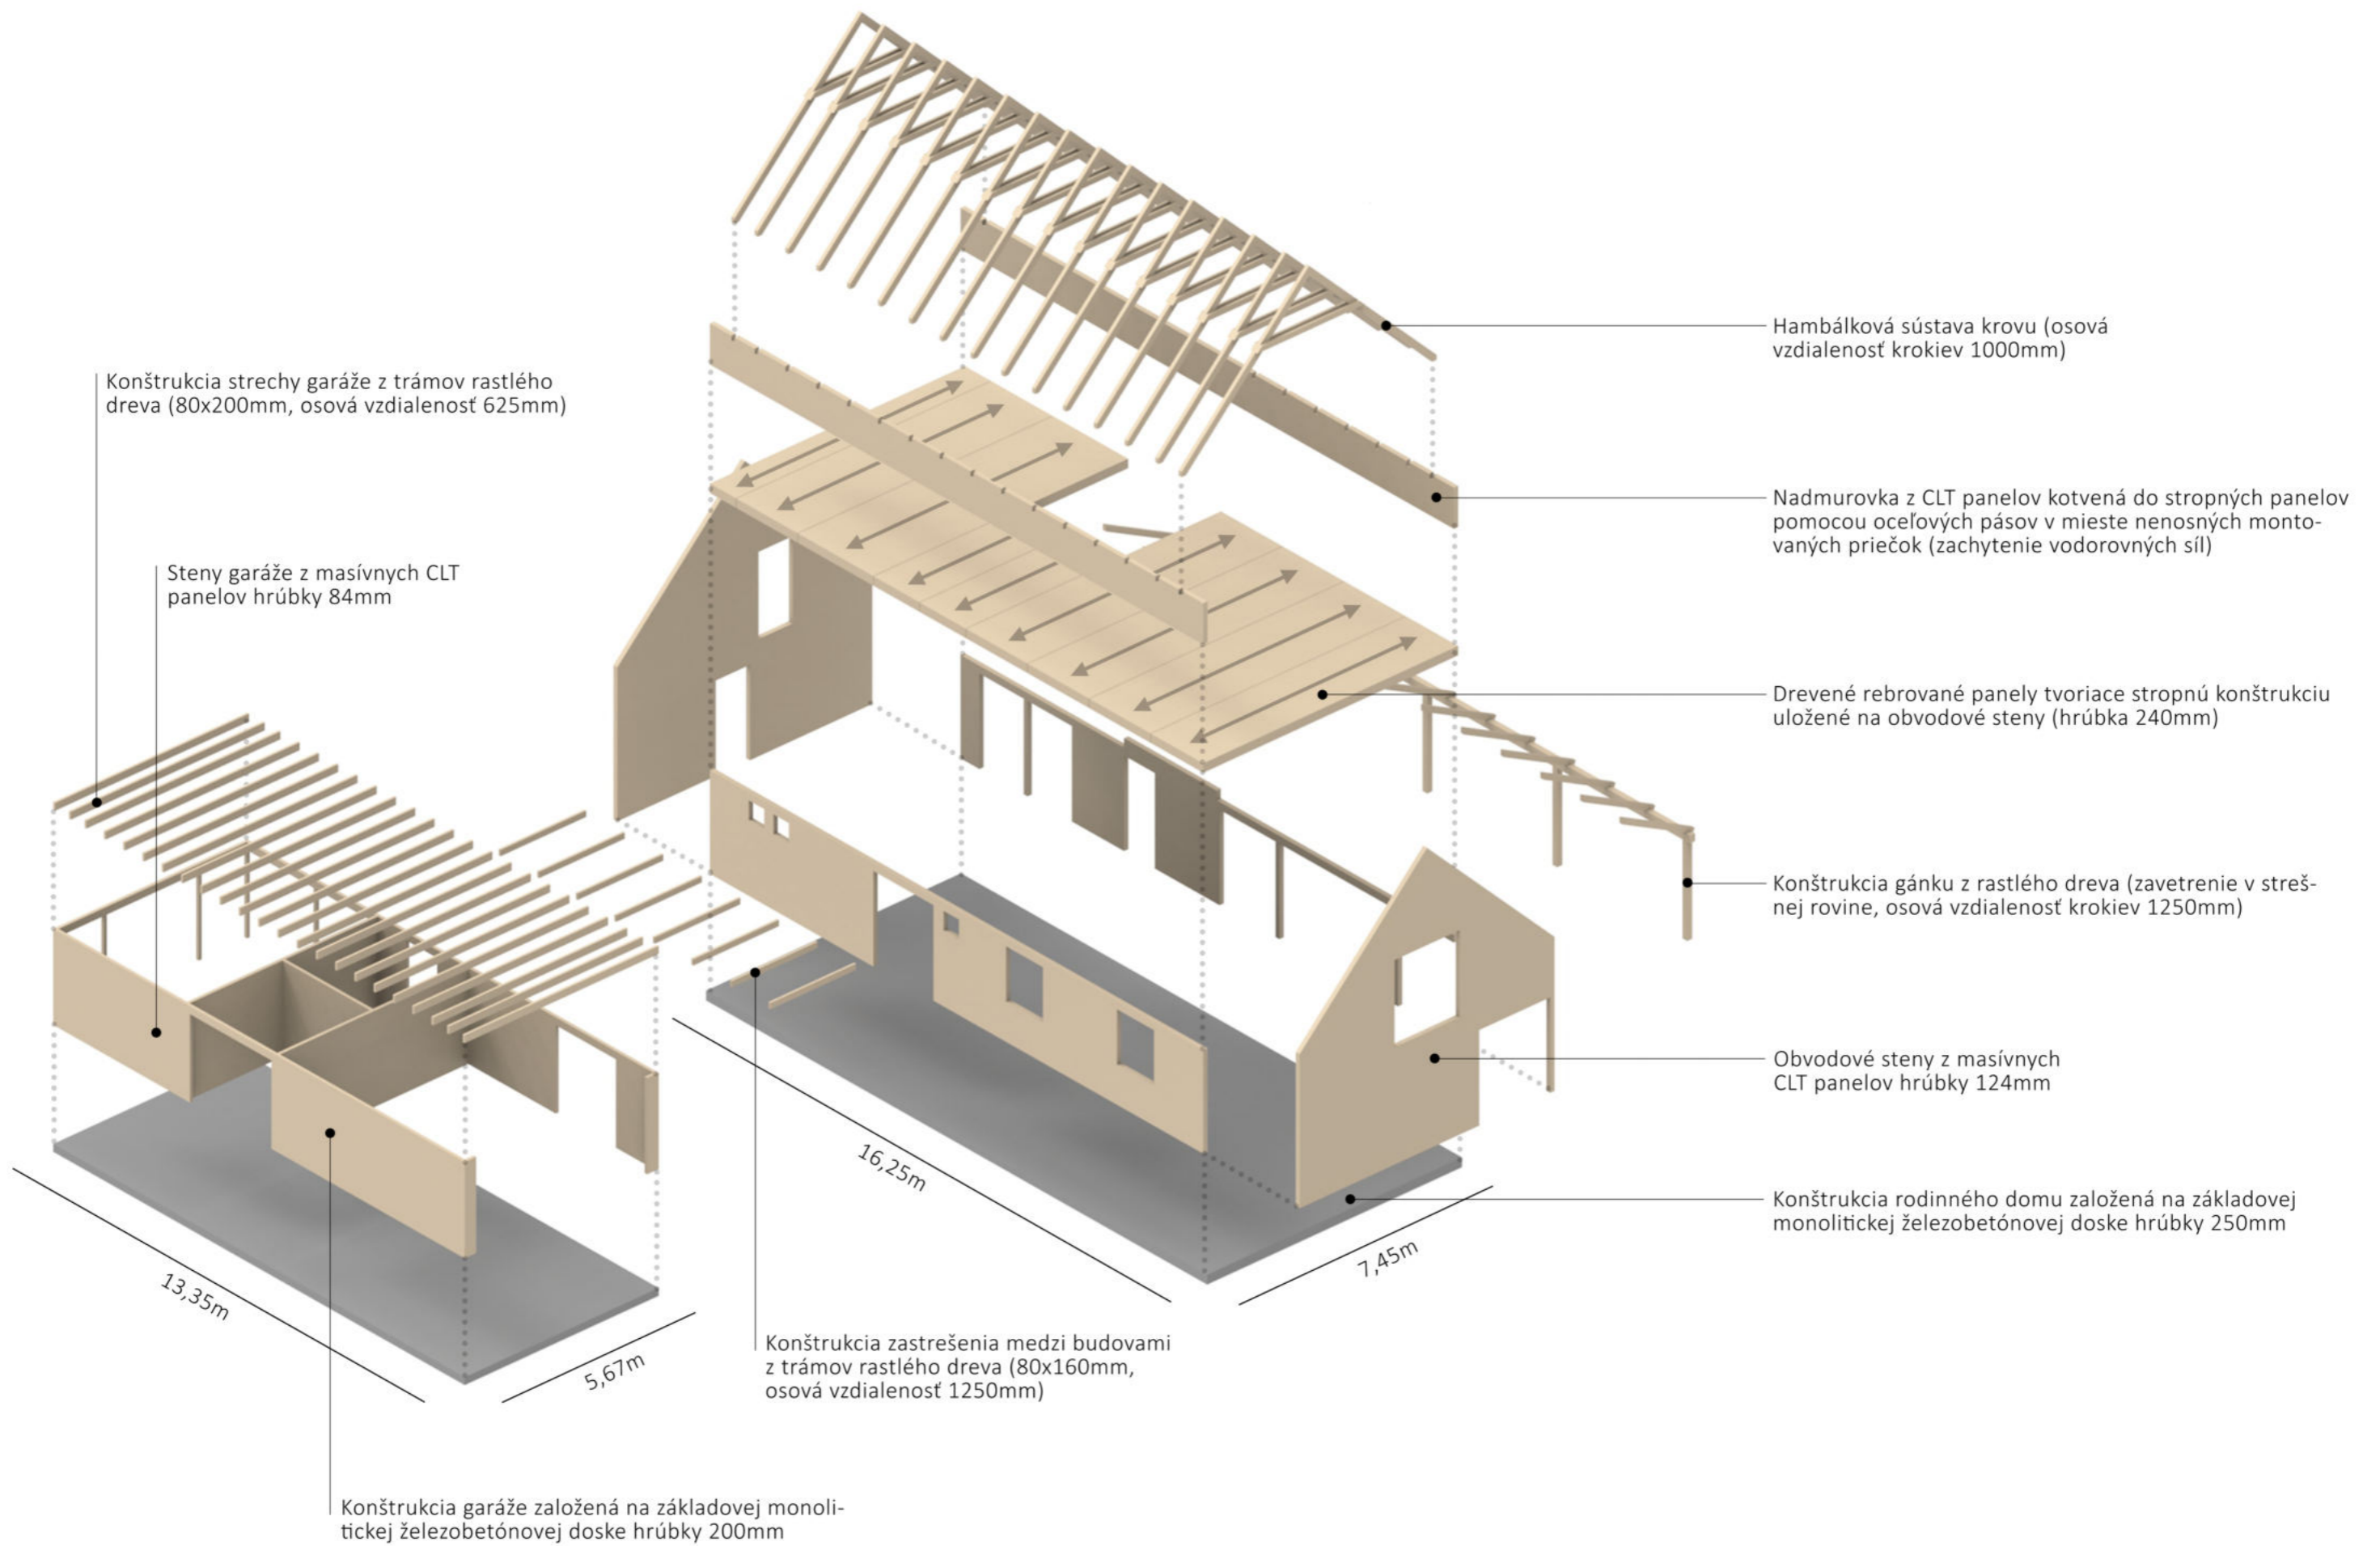 Hambálková sústava krovu (osová
vzdialenosť krokiev 1000mm)
Konštrukcia strechy garáže z trámov rastlého
dreva (80x200mm, osová vzdialenosť 625mm)
Nadmurovka z CLT panelov kotvená do stropných panelov
pomocou oceľových pásov v mieste nenosných monto-
vaných priečok (zachytenie vodorovných síl)
Steny garáže z masívnych CLT
panelov hrúbky 84mm
Drevené rebrované panely tvoriace stropnú konštrukciu
uložené na obvodové steny (hrúbka 240mm)
Konštrukcia gánku z rastlého dreva (zavetrenie v streš-
nej rovine, osová vzdialenosť krokiev 1250mm)
Obvodové steny z masívnych
CLT panelov hrúbky 124mm
Konštrukcia rodinného domu založená na základovej
monolitickej železobetónovej doske hrúbky 250mm
16,25m
7,45m
13,35m
5,67m
Konštrukcia zastrešenia medzi budovami
z trámov rastlého dreva (80x160mm,
osová vzdialenosť 1250mm)
Konštrukcia garáže založená na základovej monoli-
tickej železobetónovej doske hrúbky 200mm